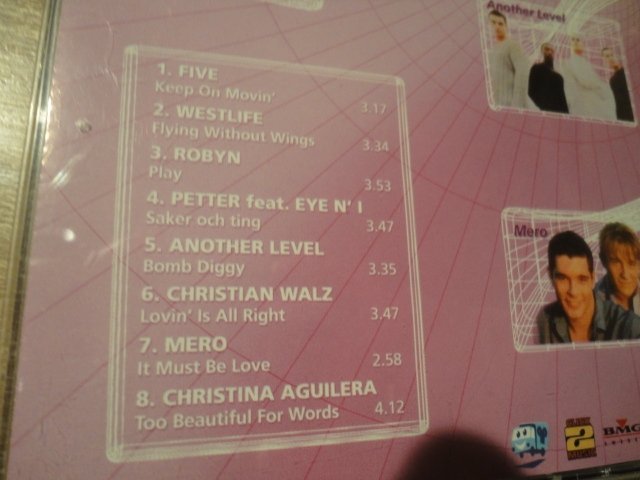 1. FIVE
Keep On Movin' 3.17
2. WESTLIFE
Flying Without Wings 3.34
3. ROBYN
Play 3.53
4. PETTER feat. EYE N' I
Saker och ting 3.47
5. ANOTHER LEVEL
Bomb Diggy 3.35
6. CHRISTIAN WALZ
Lovin' Is All Right 3.47
7. MERO
It Must Be Love 2.58
8. CHRISTINA AGUILERA
Too Beautiful For Words 4.12
Another Level
Mero
2
BMG